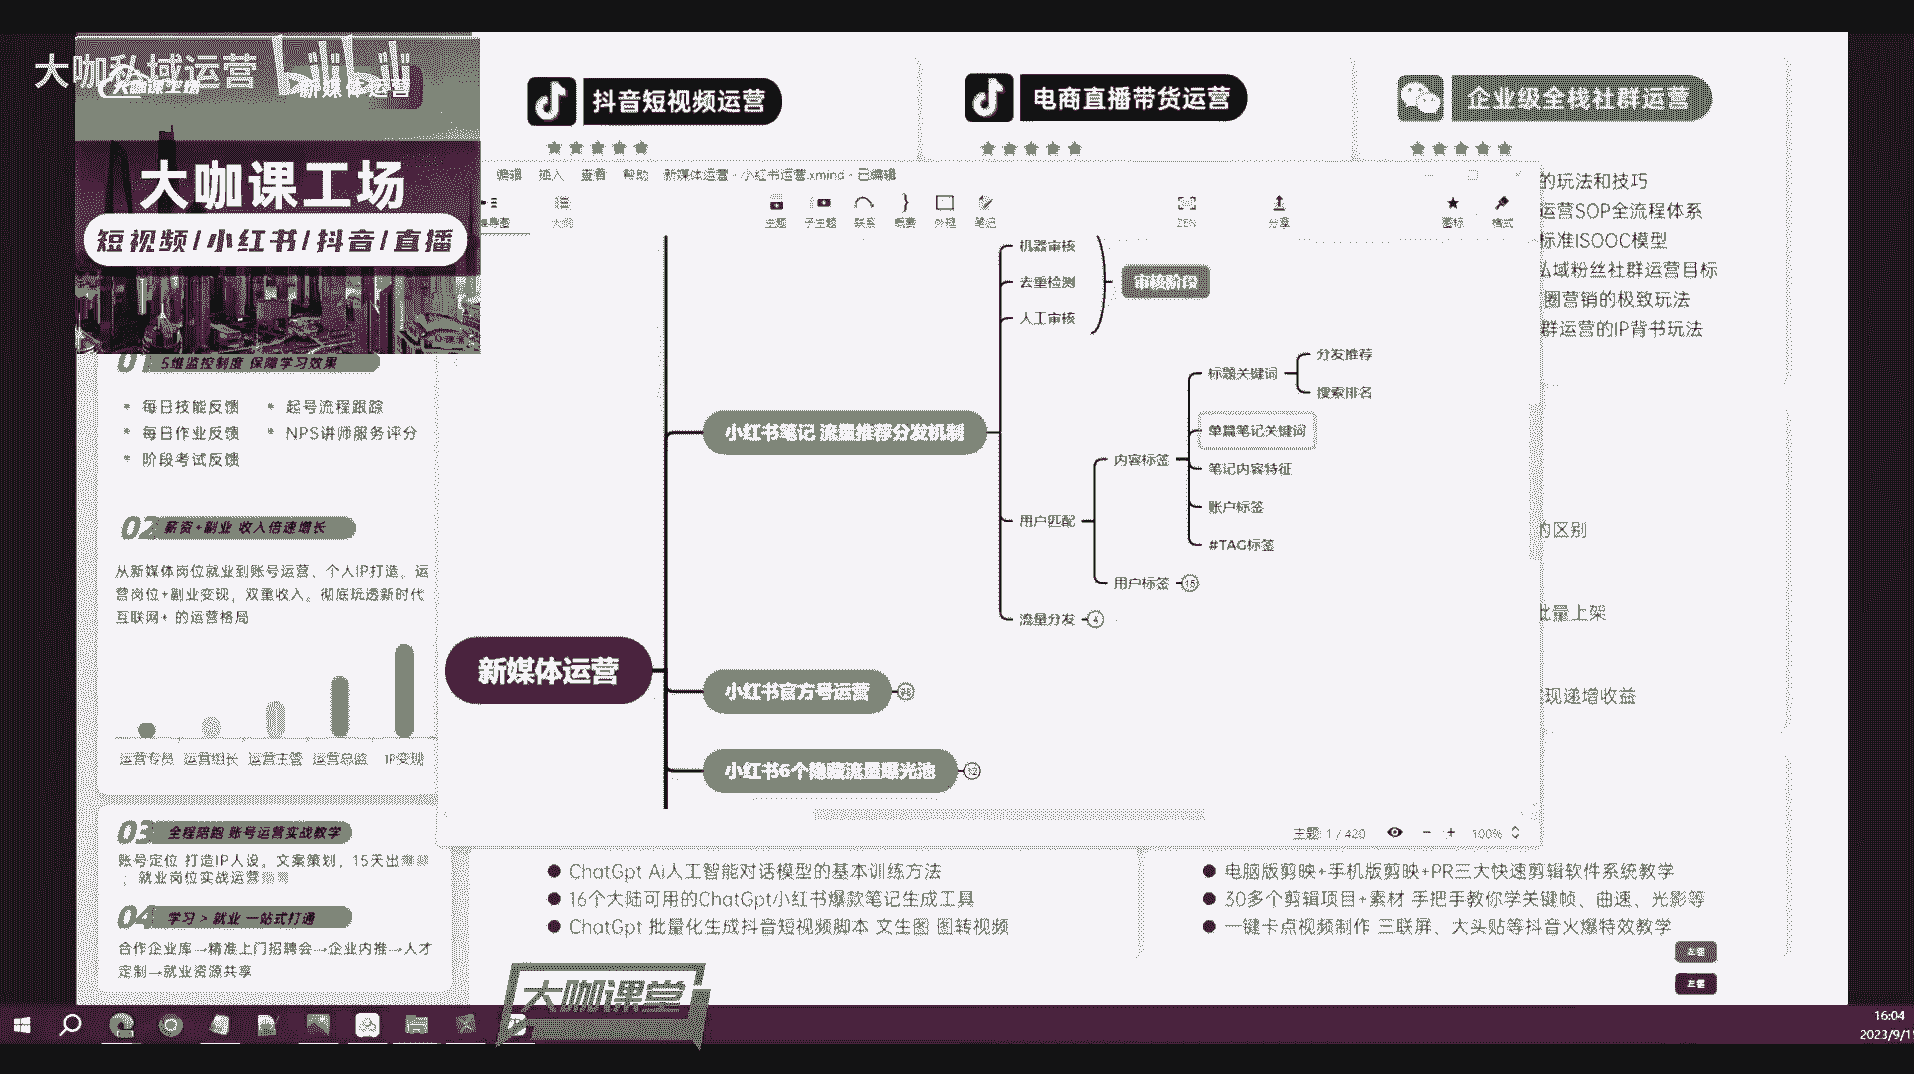 大咖私域运营
大咖课工场
新媒体运营
大咖课工场
短视频/小红书/抖音/直播
抖音短视频运营
电商直播带货运营
企业级全栈社群运营
编辑 插入 查看 帮助 新媒体运营 - 小红书运营.xmind - 已编辑
大纲 主题 子主题 联系 概要 外框 笔记 ZEN 分享 图标 格式
的玩法和技巧
运营SOP全流程体系
标准ISOOC模型
私域粉丝社群运营目标
圈营销的极致玩法
群运营的IP背书玩法
的区别
批量上架
现递增收益
机器审核
去重检测
人工审核
审核阶段
小红书笔记 流量推荐分发机制
用户匹配
内容标签
标题关键词
分发推荐
搜索排名
单篇笔记关键词
笔记内容特征
账户标签
#TAG标签
用户标签 15
流量分发 4
新媒体运营
小红书官方号运营
小红书6个隐藏流量曝光池 12
主题: 1 / 420
100%
01 5维监控制度 保障学习效果
* 每日技能反馈 * 起号流程跟踪
* 每日作业反馈 * NPS讲师服务评分
* 阶段考试反馈
02 薪资+副业 收入倍速增长
从新媒体岗位就业到账号运营、个人IP打造。运
营岗位+副业变现，双重收入。彻底玩透新时代
互联网+ 的运营格局
运营专员 运营组长 运营主管 运营总监 IP变现
03 全程陪跑 账号运营实战教学
账号定位 打造IP人设。文案策划，15天出
；就业岗位实战运营
04 学习 > 就业 一站式打通
合作企业库→精准上门招聘会→企业内推→人才
定制→就业资源共享
ChatGpt Ai人工智能对话模型的基本训练方法
16个大陆可用的ChatGpt小红书爆款笔记生成工具
ChatGpt 批量化生成抖音短视频脚本 文生图 图转视频
电脑版剪映+手机版剪映+PR三大快速剪辑软件系统教学
30多个剪辑项目+素材 手把手教你学关键帧、曲速、光影等
一键卡点视频制作 三联屏、大头贴等抖音火爆特效教学
左键
左键
大咖课堂
16:04